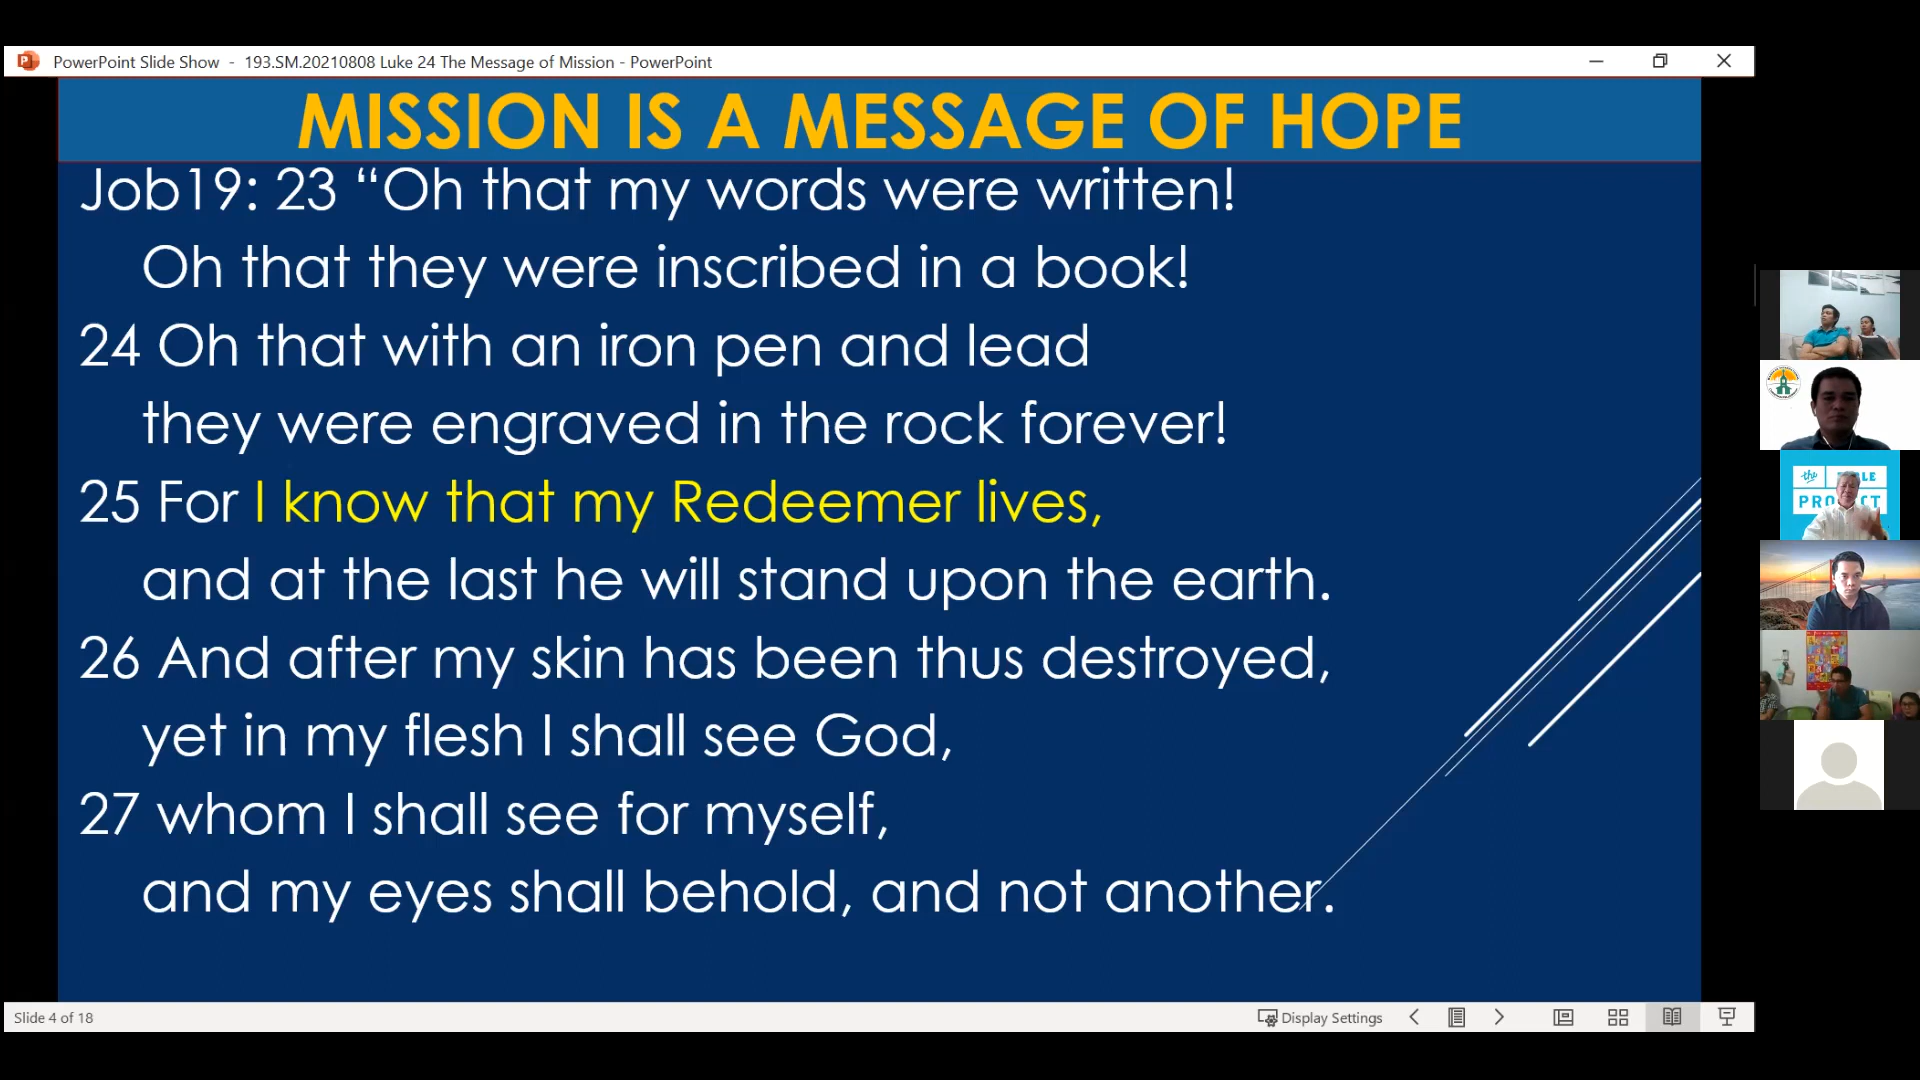 PowerPoint Slide Show - 193.SM.20210808 Luke 24 The Message of Mission - PowerPoint
MISSION IS A MESSAGE OF HOPE
Job19: 23 “Oh that my words were written!
Oh that they were inscribed in a book!
24 Oh that with an iron pen and lead
they were engraved in the rock forever!
25 For I know that my Redeemer lives,
and at the last he will stand upon the earth.
26 And after my skin has been thus destroyed,
yet in my flesh I shall see God,
27 whom I shall see for myself,
and my eyes shall behold, and not another.
the
Slide 4 of 18
Display Settings